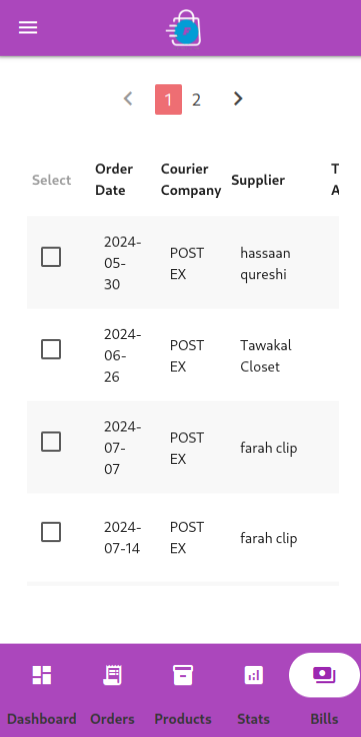 1 2
Select
Order
Date
Courier
Company
Supplier
2024-
05-
30
POST
EX
hassaan
qureshi
2024-
06-
26
POST
EX
Tawakal
Closet
2024-
07-
07
POST
EX
farah clip
2024-
07-14
POST
EX
farah clip
Dashboard Orders Products Stats Bills